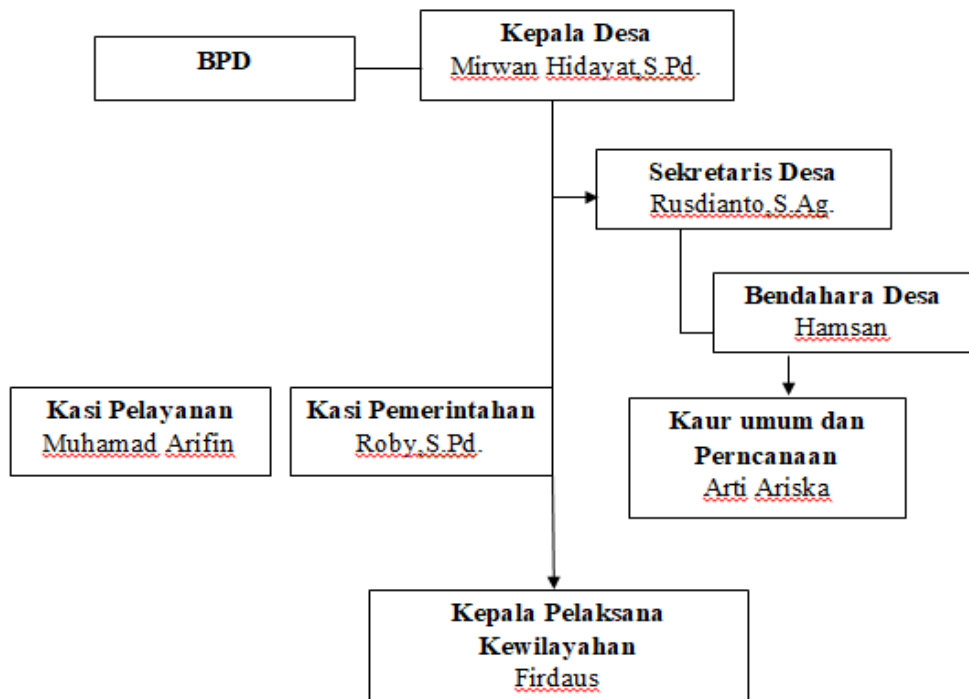 BPD
Kepala Desa
Mirwan Hidayat,S.Pd.
Sekretaris Desa
Rusdianto,S.Ag.
Bendahara Desa
Hamsan
Kasi Pelayanan
Muhamad Arifin
Kasi Pemerintahan
Roby,S.Pd.
Kaur umum dan
Perncanaan
Arti Ariska
Kepala Pelaksana
Kewilayahan
Firdaus